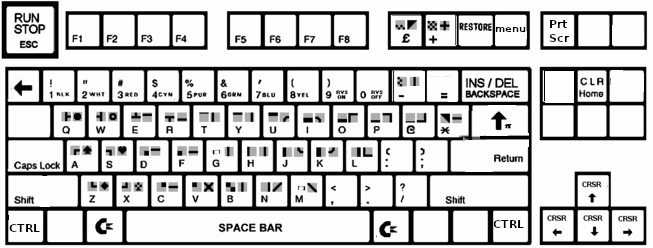 RUN STOP ESC F1 F2 F3 F4 F5 F6 F7 F8 £ + RESTORE menu Prt Scr
! 1 BLK " 2 WHT # 3 RED $ 4 CYN % 5 PUR & 6 GRN ' 7 BLU ( 8 YEL ) 9 RVS ON 0 RVS OFF - = INS / DEL BACKSPACE CLR Home
Q W E R T Y U I O P @ * π
Caps Lock A S D F G H J K L : ; Return
Shift Z X C V B N M < , > . ? / Shift CRSR
CTRL SPACE BAR CTRL CRSR CRSR CRSR